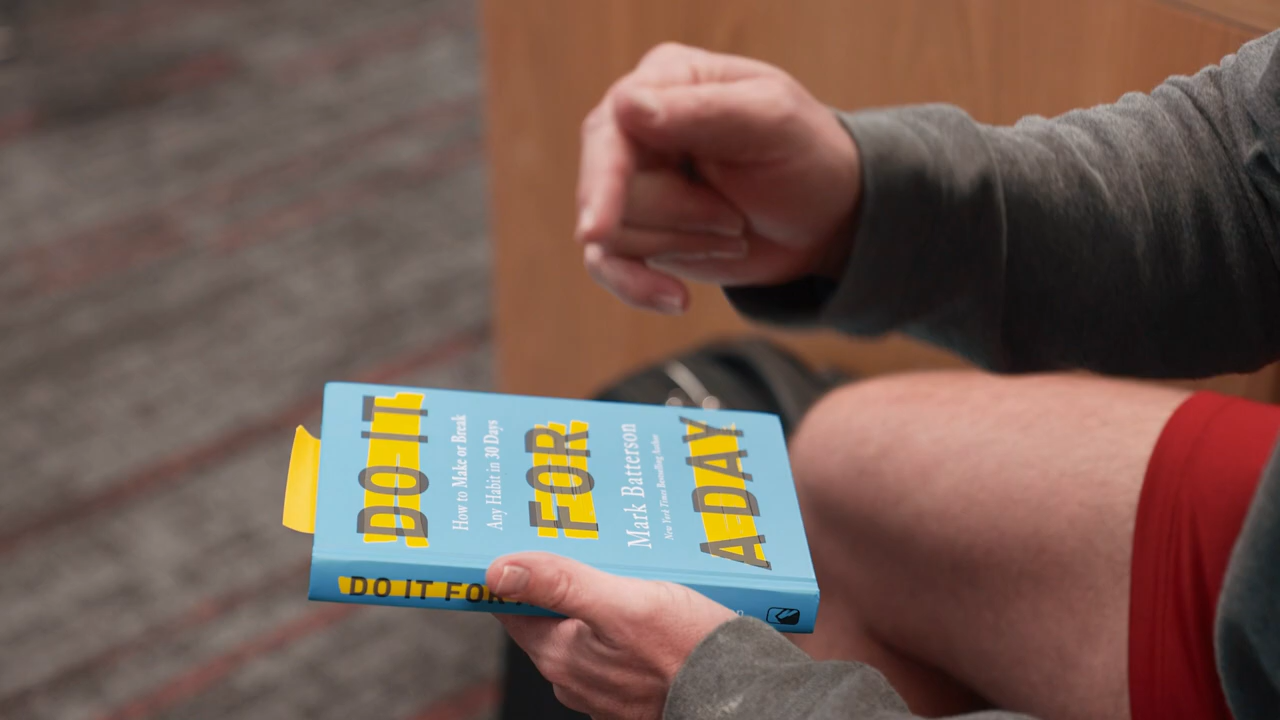 DO IT
How to Make or Break
Any Habit in 30 Days
FOR
Mark Batterson
New York Times Bestselling Author
A DAY
DO IT FOR